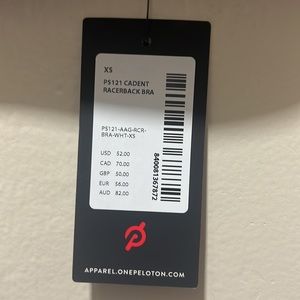 XS
PS121 CADENT
RACERBACK BRA
PS121-AAG-RCR-
BRA-WHT-XS
USD 52.00
CAD 70.00
GBP 50.00
EUR 56.00
AUD 82.00
840081367872
APPAREL.ONEPELOTON.COM